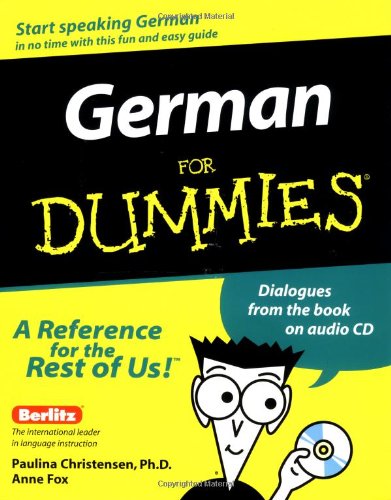 Start speaking German
in no time with this fun and easy guide
German
FOR
DUMMIES®
Dialogues
from the book
on audio CD
A Reference
for the
Rest of Us!™
Berlitz
The international leader
in language instruction
Paulina Christensen, Ph.D.
Anne Fox